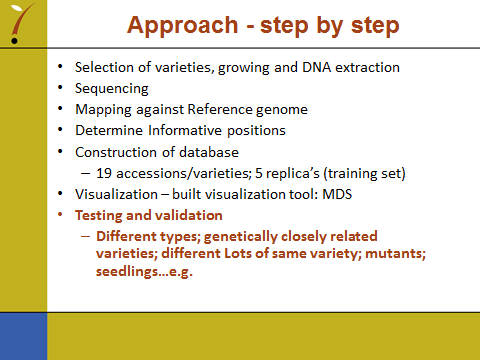 Approach - step by step
• Selection of varieties, growing and DNA extraction
• Sequencing
• Mapping against Reference genome
• Determine Informative positions
• Construction of database
– 19 accessions/varieties; 5 replica's (training set)
• Visualization – built visualization tool: MDS
• Testing and validation
– Different types; genetically closely related
varieties; different Lots of same variety; mutants;
seedlings...e.g.